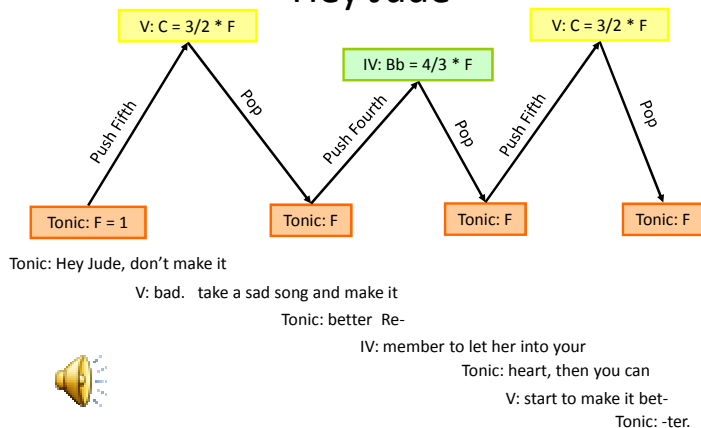 Hey Jude
V: C = 3/2 * F
V: C = 3/2 * F
IV: Bb = 4/3 * F
Push Fifth
Pop
Push Fourth
Pop
Push Fifth
Pop
Tonic: F = 1
Tonic: F
Tonic: F
Tonic: F
Tonic: Hey Jude, don’t make it
V: bad.   take a sad song and make it
Tonic: better  Re-
IV: member to let her into your
Tonic: heart, then you can
V: start to make it bet-
Tonic: -ter.